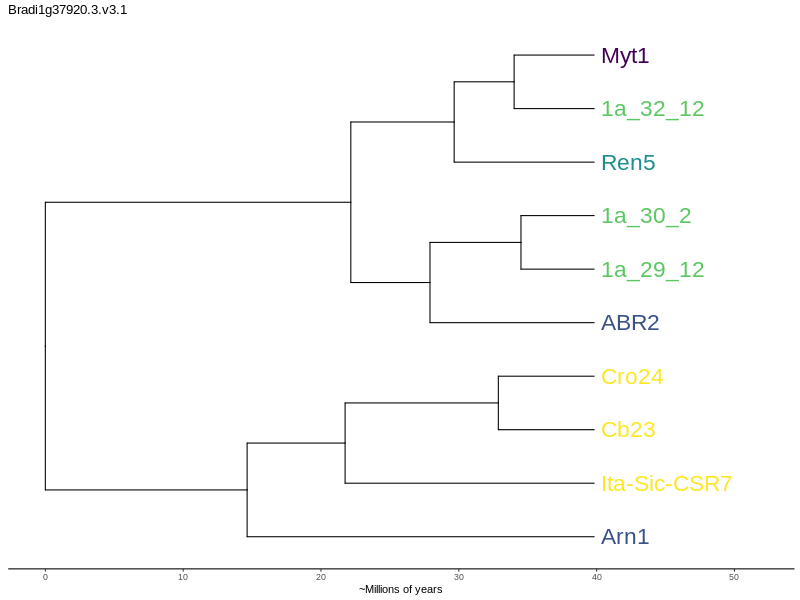 Bradi1g37920.3.v3.1
Myt1
1a_32_12
Ren5
1a_30_2
1a_29_12
ABR2
Cro24
Cb23
Ita-Sic-CSR7
Arn1
0 10 20 30 40 50
~Millions of years